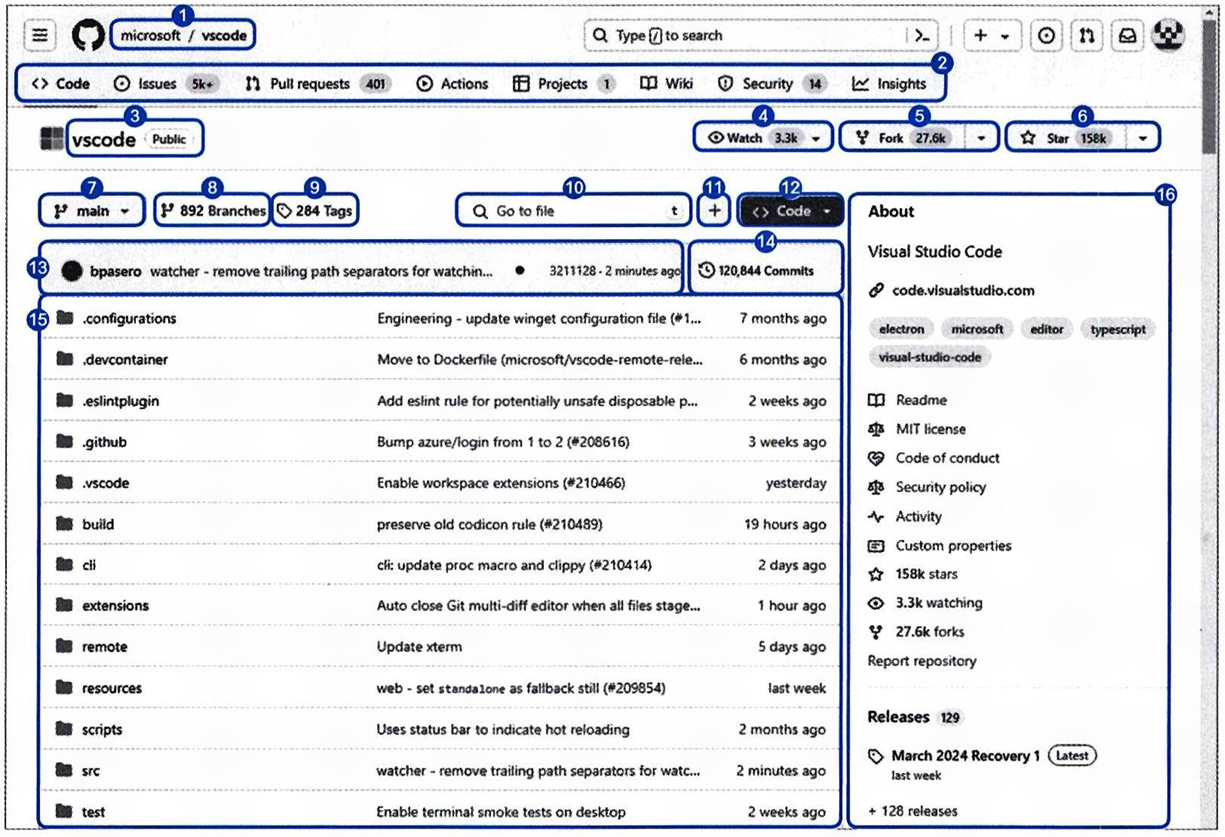 1
microsoft / vscode
Type / to search
2
Code Issues 5k+ Pull requests 401 Actions Projects 1 Wiki Security 14 Insights
3 4 5 6
vscode Public Watch 3.3k Fork 27.6k Star 158k
7 8 9 10 11 12
main 892 Branches 284 Tags Go to file t + Code
13 bpasero watcher - remove trailing path separators for watchin... 3211128 · 2 minutes ago
14
120,844 Commits
15
.configurations Engineering - update winget configuration file (#1... 7 months ago
.devcontainer Move to Dockerfile (microsoft/vscode-remote-rele... 6 months ago
.eslintplugin Add eslint rule for potentially unsafe disposable p... 2 weeks ago
.github Bump azure/login from 1 to 2 (#208616) 3 weeks ago
.vscode Enable workspace extensions (#210466) yesterday
build preserve old codicon rule (#210489) 19 hours ago
cli cli: update proc macro and clippy (#210414) 2 days ago
extensions Auto close Git multi-diff editor when all files stage... 1 hour ago
remote Update xterm 5 days ago
resources web - set standalone as fallback still (#209854) last week
scripts Uses status bar to indicate hot reloading 2 months ago
src watcher - remove trailing path separators for watc... 2 minutes ago
test Enable terminal smoke tests on desktop 2 weeks ago
16
About
Visual Studio Code
code.visualstudio.com
electron microsoft editor typescript
visual-studio-code
Readme
MIT license
Code of conduct
Security policy
Activity
Custom properties
158k stars
3.3k watching
27.6k forks
Report repository
Releases 129
March 2024 Recovery 1 Latest
last week
+ 128 releases